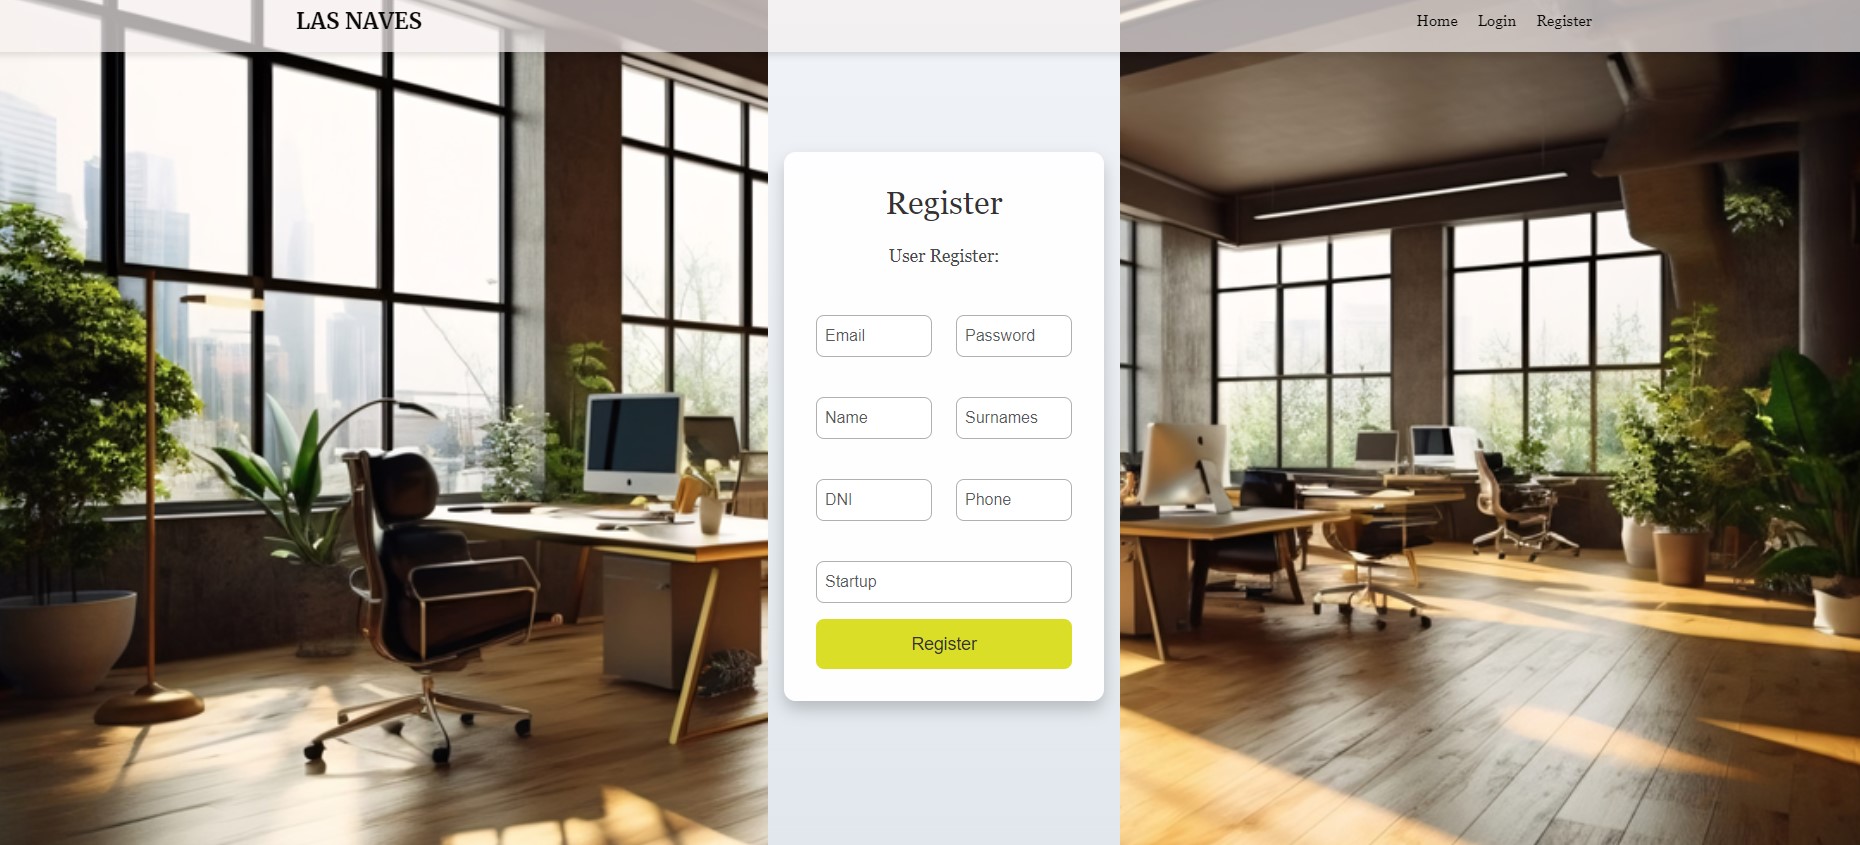 LAS NAVES
Home Login Register
Register
User Register:
Email Password
Name Surnames
DNI Phone
Startup
Register